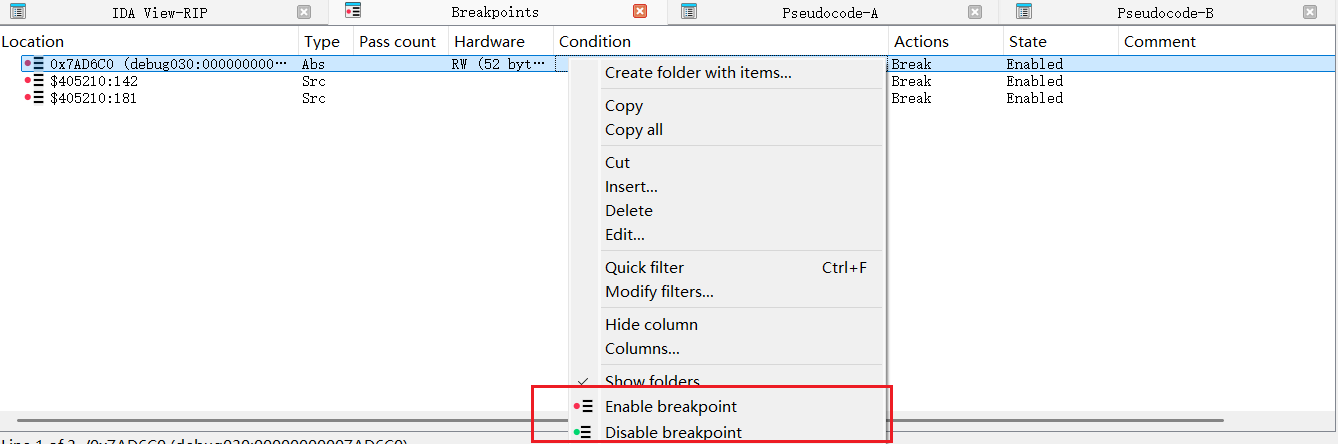 IDA View-RIP Breakpoints Pseudocode-A Pseudocode-B
Location Type Pass count Hardware Condition Actions State Comment
0x7AD6C0 (debug030:000000000··· Abs RW (52 byt··· Break Enabled
$405210:142 Src Break Enabled
$405210:181 Src Break Enabled
Create folder with items...
Copy
Copy all
Cut
Insert...
Delete
Edit...
Quick filter Ctrl+F
Modify filters...
Hide column
Columns...
Show folders
Enable breakpoint
Disable breakpoint
Line 1 of 3, /0x7AD6C0 (debug030:00000000007AD6C0)